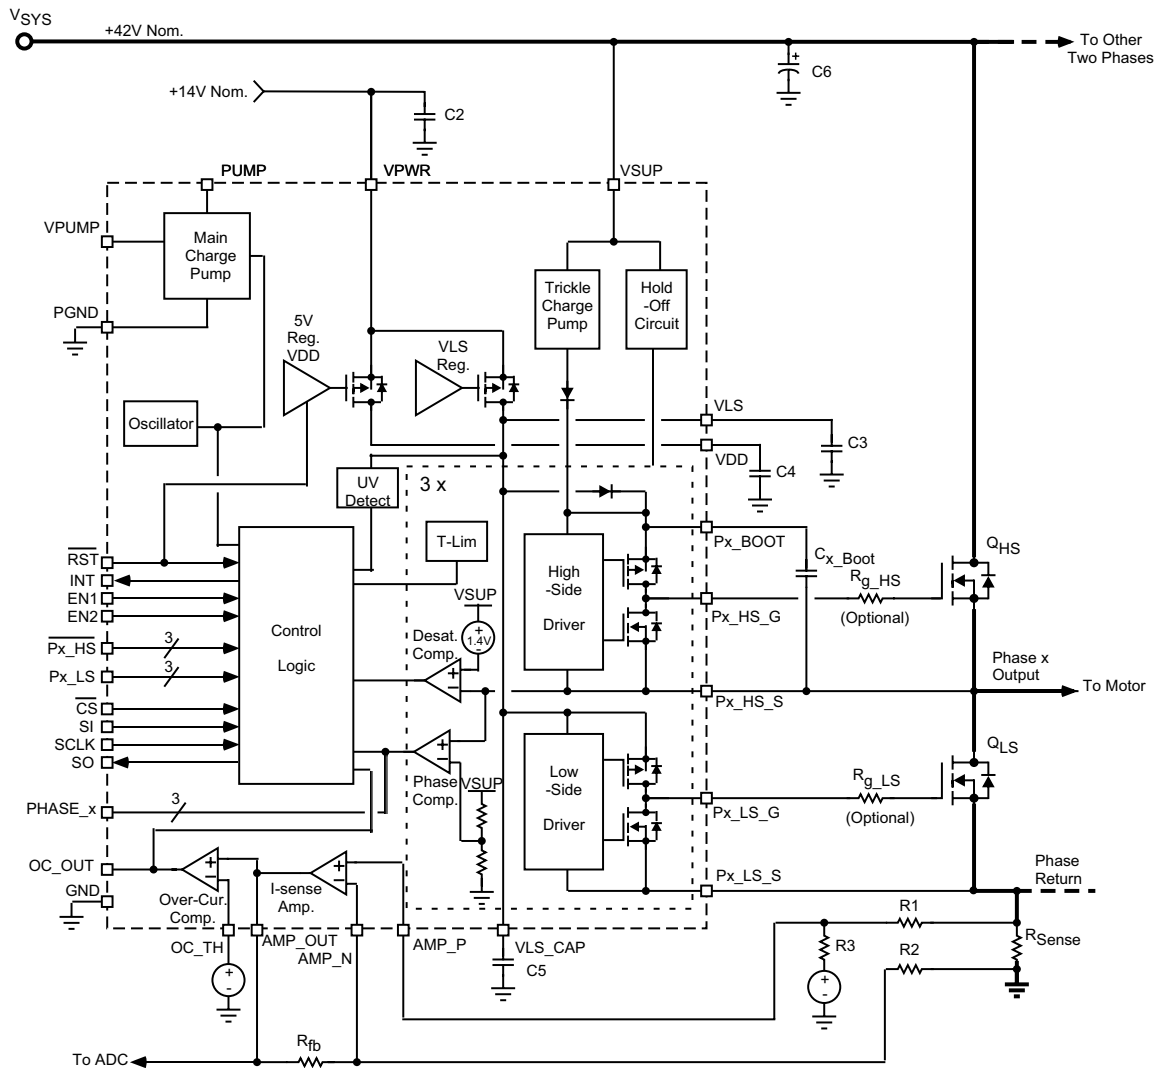 VSYS
+42V Nom.
To Other
Two Phases
+
C6
+14V Nom.
C2
PUMP
VPWR
VSUP
VPUMP
Main
Charge
Pump
PGND
Trickle
Charge
Pump
Hold
-Off
Circuit
5V
Reg.
VDD
VLS
Reg.
Oscillator
VLS
C3
VDD
C4
UV
Detect
3 x
T-Lim
Px_BOOT
Cx_Boot
QHS
RST
INT
EN1
EN2
Px_HS
3
Px_LS
3
CS
SI
SCLK
SO
Control
Logic
VSUP
+
1.4V
-
Desat.
Comp.
+
–
High
-Side
Driver
Rg_HS
(Optional)
Px_HS_G
Phase x
Output
To Motor
Px_HS_S
+
–
Phase
Comp.
VSUP
Low
-Side
Driver
QLS
Rg_LS
(Optional)
Px_LS_G
PHASE_x
3
OC_OUT
GND
+
–
Over-Cur.
Comp.
+
–
I-sense
Amp.
Px_LS_S
Phase
Return
R1
RSense
R2
R3
+
-
OC_TH
AMP_OUT
AMP_N
AMP_P
VLS_CAP
C5
+
-
Rfb
To ADC